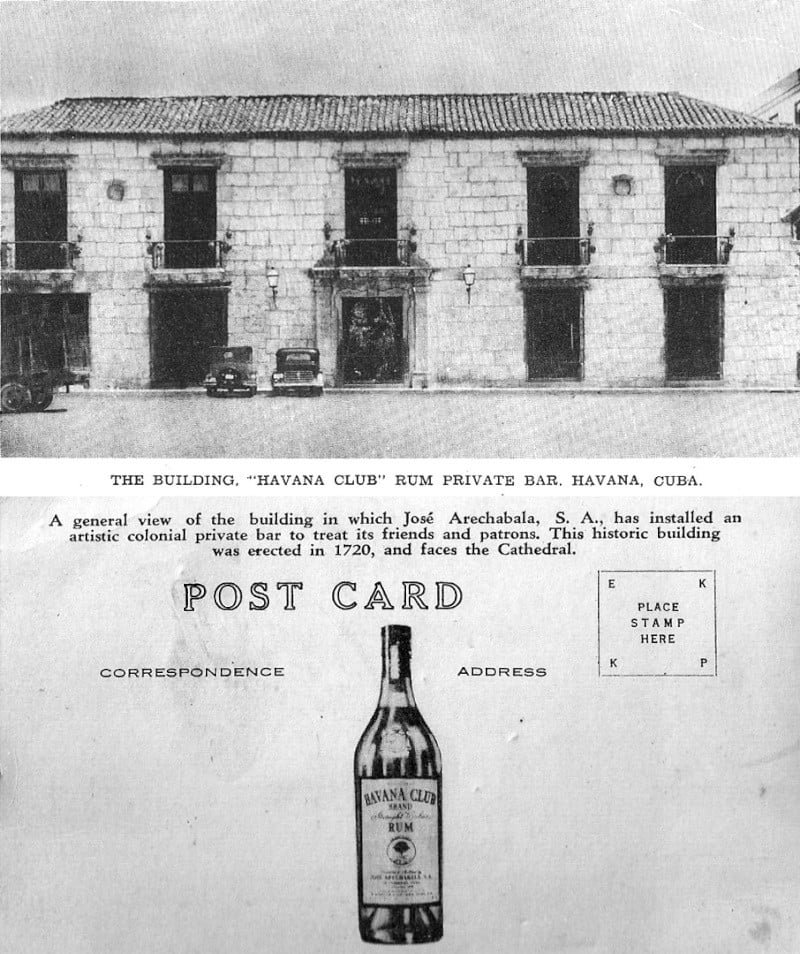 THE BUILDING, "HAVANA CLUB" RUM PRIVATE BAR, HAVANA, CUBA.
A general view of the building in which José Arechabala, S. A., has installed an
artistic colonial private bar to treat its friends and patrons. This historic building
was erected in 1720, and faces the Cathedral.
POST CARD
E K
PLACE
STAMP
HERE
K P
CORRESPONDENCE
ADDRESS
HAVANA CLUB
BRAND
RUM
JOSE ARECHABALA, S.A.